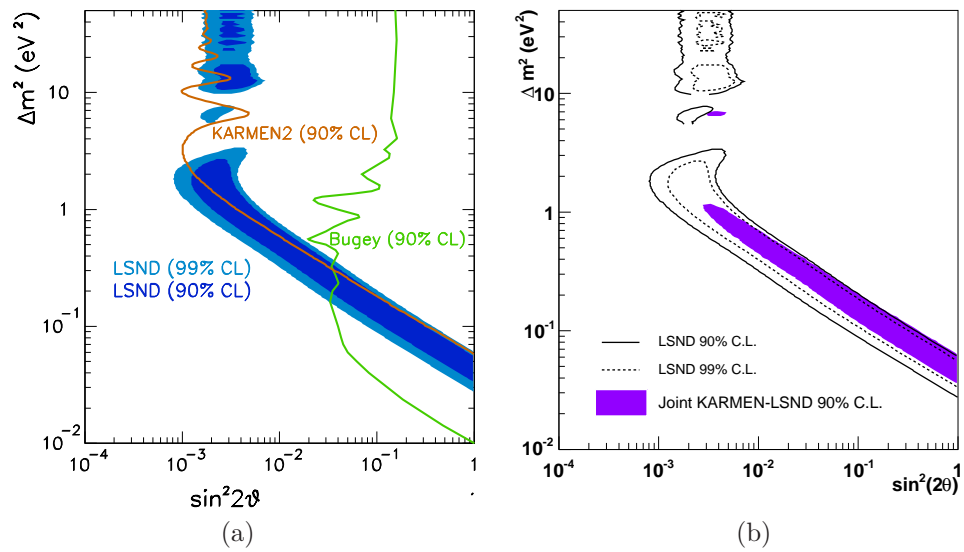 Δm² (eV²)
10
1
10⁻¹
10⁻²
10⁻⁴
10⁻³
10⁻²
10⁻¹
1
sin²2ϑ
KARMEN2 (90% CL)
Bugey (90% CL)
LSND (99% CL)
LSND (90% CL)
(a)
Δ m² (eV²)
10
1
10⁻¹
10⁻²
10⁻⁴
10⁻³
10⁻²
10⁻¹
1
sin²(2θ)
LSND 90% C.L.
LSND 99% C.L.
Joint KARMEN-LSND 90% C.L.
(b)